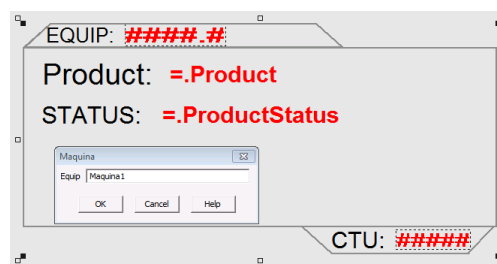 EQUIP: ####.#
Product: =.Product
STATUS: =.ProductStatus
Maquina
Equip Maquina1
OK Cancel Help
CTU: #####